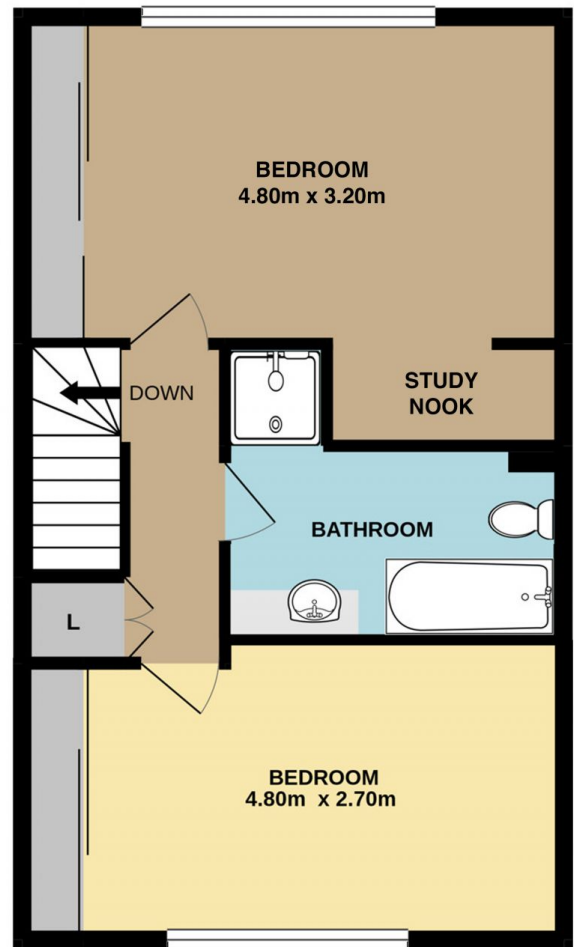 BEDROOM
4.80m x 3.20m
DOWN
STUDY
NOOK
BATHROOM
L
BEDROOM
4.80m x 2.70m